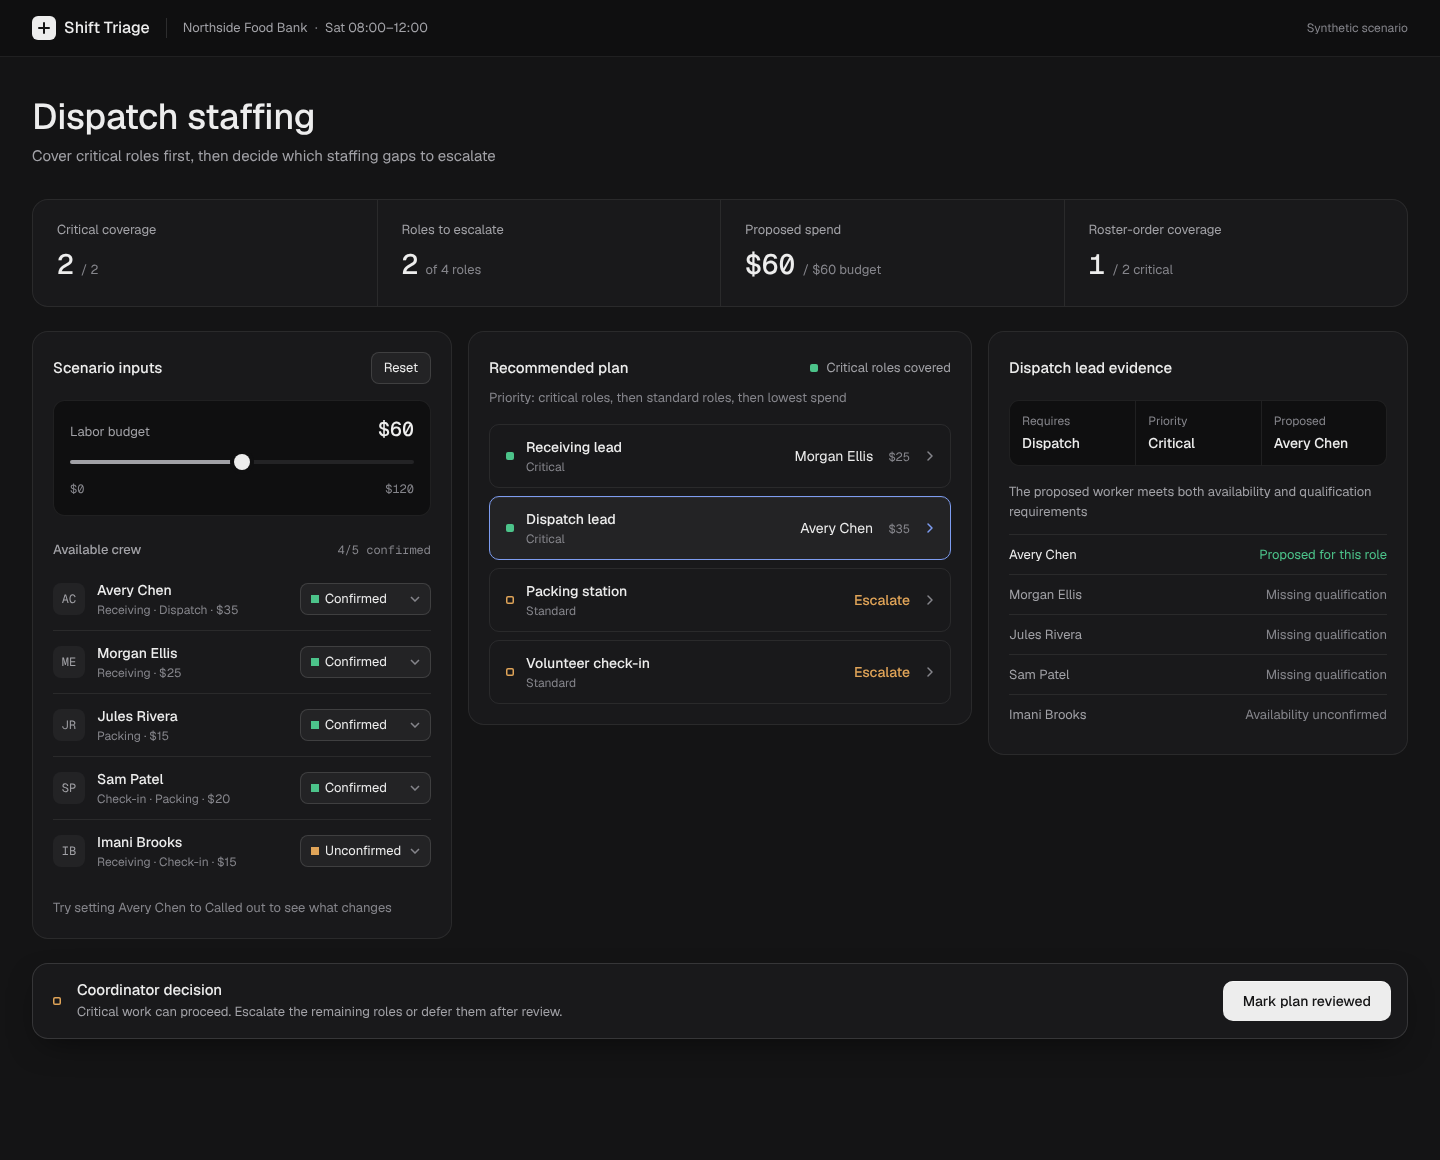 Shift Triage
Northside Food Bank · Sat 08:00–12:00
Synthetic scenario
Dispatch staffing
Cover critical roles first, then decide which staffing gaps to escalate
Critical coverage
2 / 2
Roles to escalate
2 of 4 roles
Proposed spend
$60 / $60 budget
Roster-order coverage
1 / 2 critical
Scenario inputs
Reset
Labor budget
$60
$0
$120
Available crew
4/5 confirmed
AC
Avery Chen
Receiving · Dispatch · $35
Confirmed
ME
Morgan Ellis
Receiving · $25
Confirmed
JR
Jules Rivera
Packing · $15
Confirmed
SP
Sam Patel
Check-in · Packing · $20
Confirmed
IB
Imani Brooks
Receiving · Check-in · $15
Unconfirmed
Try setting Avery Chen to Called out to see what changes
Recommended plan
Critical roles covered
Priority: critical roles, then standard roles, then lowest spend
Receiving lead
Critical
Morgan Ellis $25
Dispatch lead
Critical
Avery Chen $35
Packing station
Standard
Escalate
Volunteer check-in
Standard
Escalate
Dispatch lead evidence
Requires
Dispatch
Priority
Critical
Proposed
Avery Chen
The proposed worker meets both availability and qualification
requirements
Avery Chen Proposed for this role
Morgan Ellis Missing qualification
Jules Rivera Missing qualification
Sam Patel Missing qualification
Imani Brooks Availability unconfirmed
Coordinator decision
Critical work can proceed. Escalate the remaining roles or defer them after review.
Mark plan reviewed